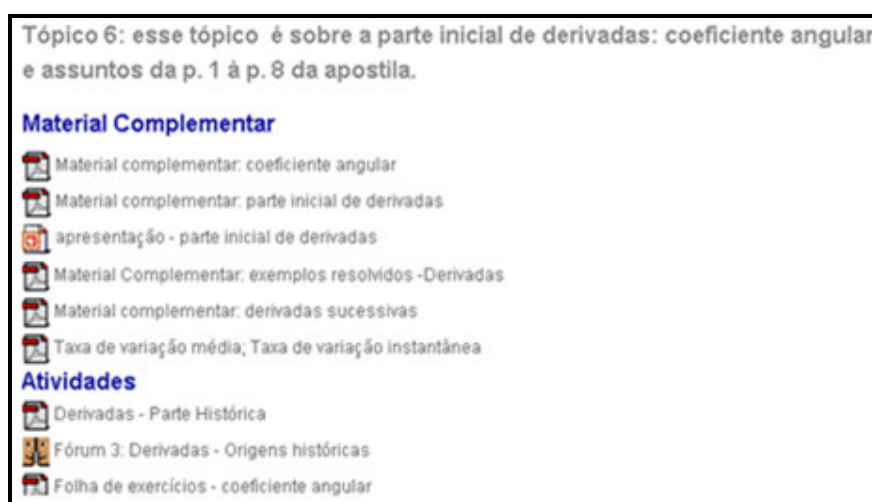 Tópico 6: esse tópico é sobre a parte inicial de derivadas: coeficiente angular
e assuntos da p. 1 à p. 8 da apostila.
Material Complementar
Material complementar: coeficiente angular
Material complementar: parte inicial de derivadas
apresentação - parte inicial de derivadas
Material Complementar: exemplos resolvidos -Derivadas
Material complementar: derivadas sucessivas
Taxa de variação média; Taxa de variação instantânea
Atividades
Derivadas - Parte Histórica
Fórum 3: Derivadas - Origens históricas
Folha de exercícios - coeficiente angular